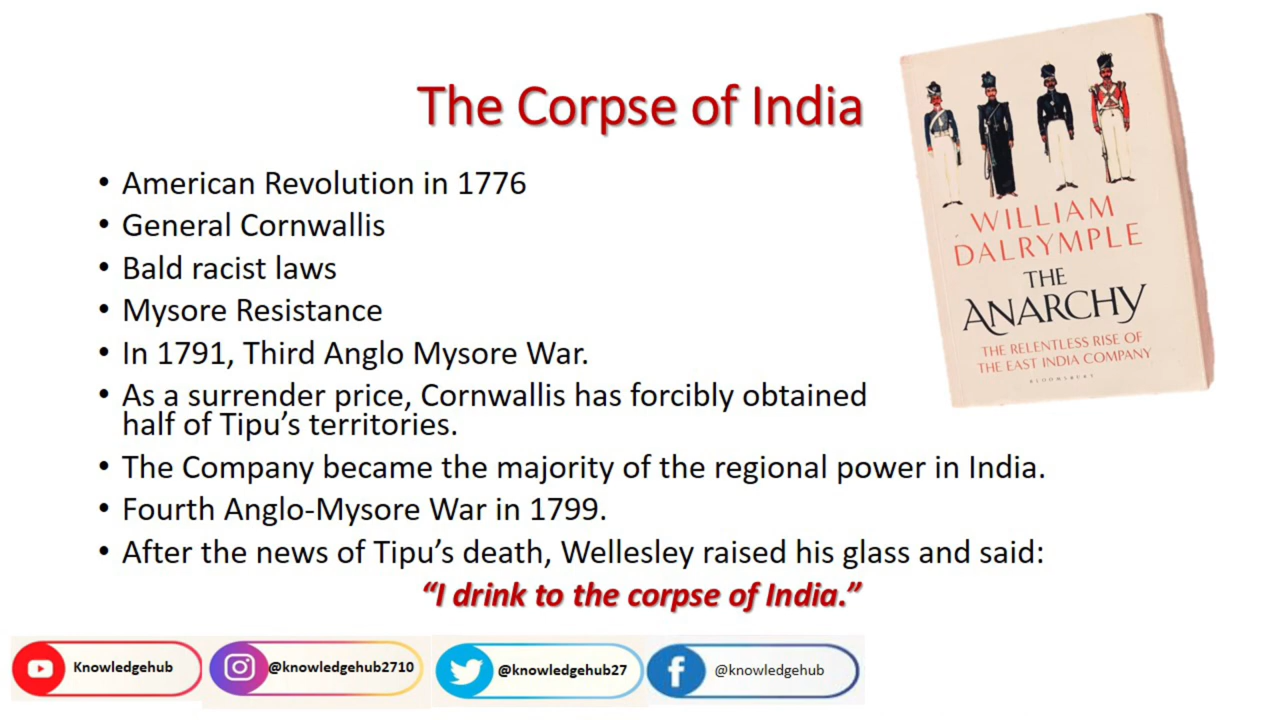 The Corpse of India
• American Revolution in 1776
• General Cornwallis
• Bald racist laws
• Mysore Resistance
• In 1791, Third Anglo Mysore War.
• As a surrender price, Cornwallis has forcibly obtained
half of Tipu’s territories.
• The Company became the majority of the regional power in India.
• Fourth Anglo-Mysore War in 1799.
• After the news of Tipu’s death, Wellesley raised his glass and said:
“I drink to the corpse of India.”
WILLIAM
DALRYMPLE
THE
ANARCHY
THE RELENTLESS RISE OF
THE EAST INDIA COMPANY
BLOOMSBURY
Knowledgehub
@knowledgehub2710
@knowledgehub27
@knowledgehub